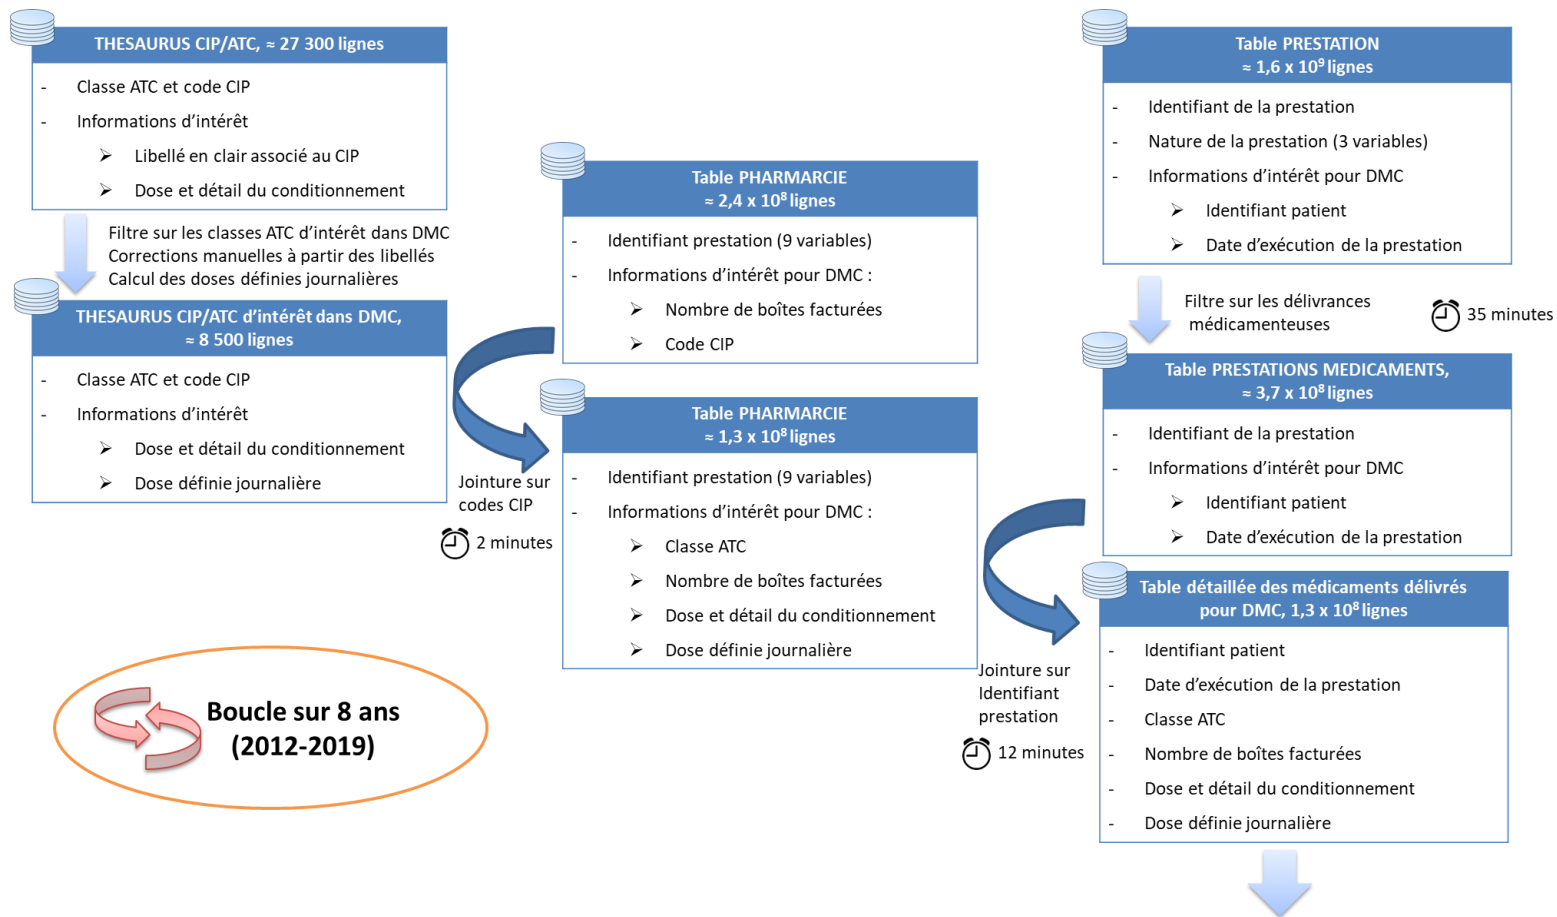 THESAURUS CIP/ATC, ≈ 27 300 lignes
- Classe ATC et code CIP
- Informations d’intérêt
➢ Libellé en clair associé au CIP
➢ Dose et détail du conditionnement
Filtre sur les classes ATC d’intérêt dans DMC
Corrections manuelles à partir des libellés
Calcul des doses définies journalières
THESAURUS CIP/ATC d’intérêt dans DMC,
≈ 8 500 lignes
- Classe ATC et code CIP
- Informations d’intérêt
➢ Dose et détail du conditionnement
➢ Dose définie journalière
Table PHARMARCIE
≈ 2,4 x 10⁸ lignes
- Identifiant prestation (9 variables)
- Informations d’intérêt pour DMC :
➢ Nombre de boîtes facturées
➢ Code CIP
Jointure sur
codes CIP
2 minutes
Table PHARMARCIE
≈ 1,3 x 10⁸ lignes
- Identifiant prestation (9 variables)
- Informations d’intérêt pour DMC :
➢ Classe ATC
➢ Nombre de boîtes facturées
➢ Dose et détail du conditionnement
➢ Dose définie journalière
Table PRESTATION
≈ 1,6 x 10⁹ lignes
- Identifiant de la prestation
- Nature de la prestation (3 variables)
- Informations d’intérêt pour DMC
➢ Identifiant patient
➢ Date d’exécution de la prestation
Filtre sur les délivrances
médicamenteuses
35 minutes
Table PRESTATIONS MEDICAMENTS,
≈ 3,7 x 10⁸ lignes
- Identifiant de la prestation
- Informations d’intérêt pour DMC
➢ Identifiant patient
➢ Date d’exécution de la prestation
Jointure sur
Identifiant
prestation
12 minutes
Table détaillée des médicaments délivrés
pour DMC, 1,3 x 10⁸ lignes
- Identifiant patient
- Date d’exécution de la prestation
- Classe ATC
- Nombre de boîtes facturées
- Dose et détail du conditionnement
- Dose définie journalière
Boucle sur 8 ans
(2012-2019)